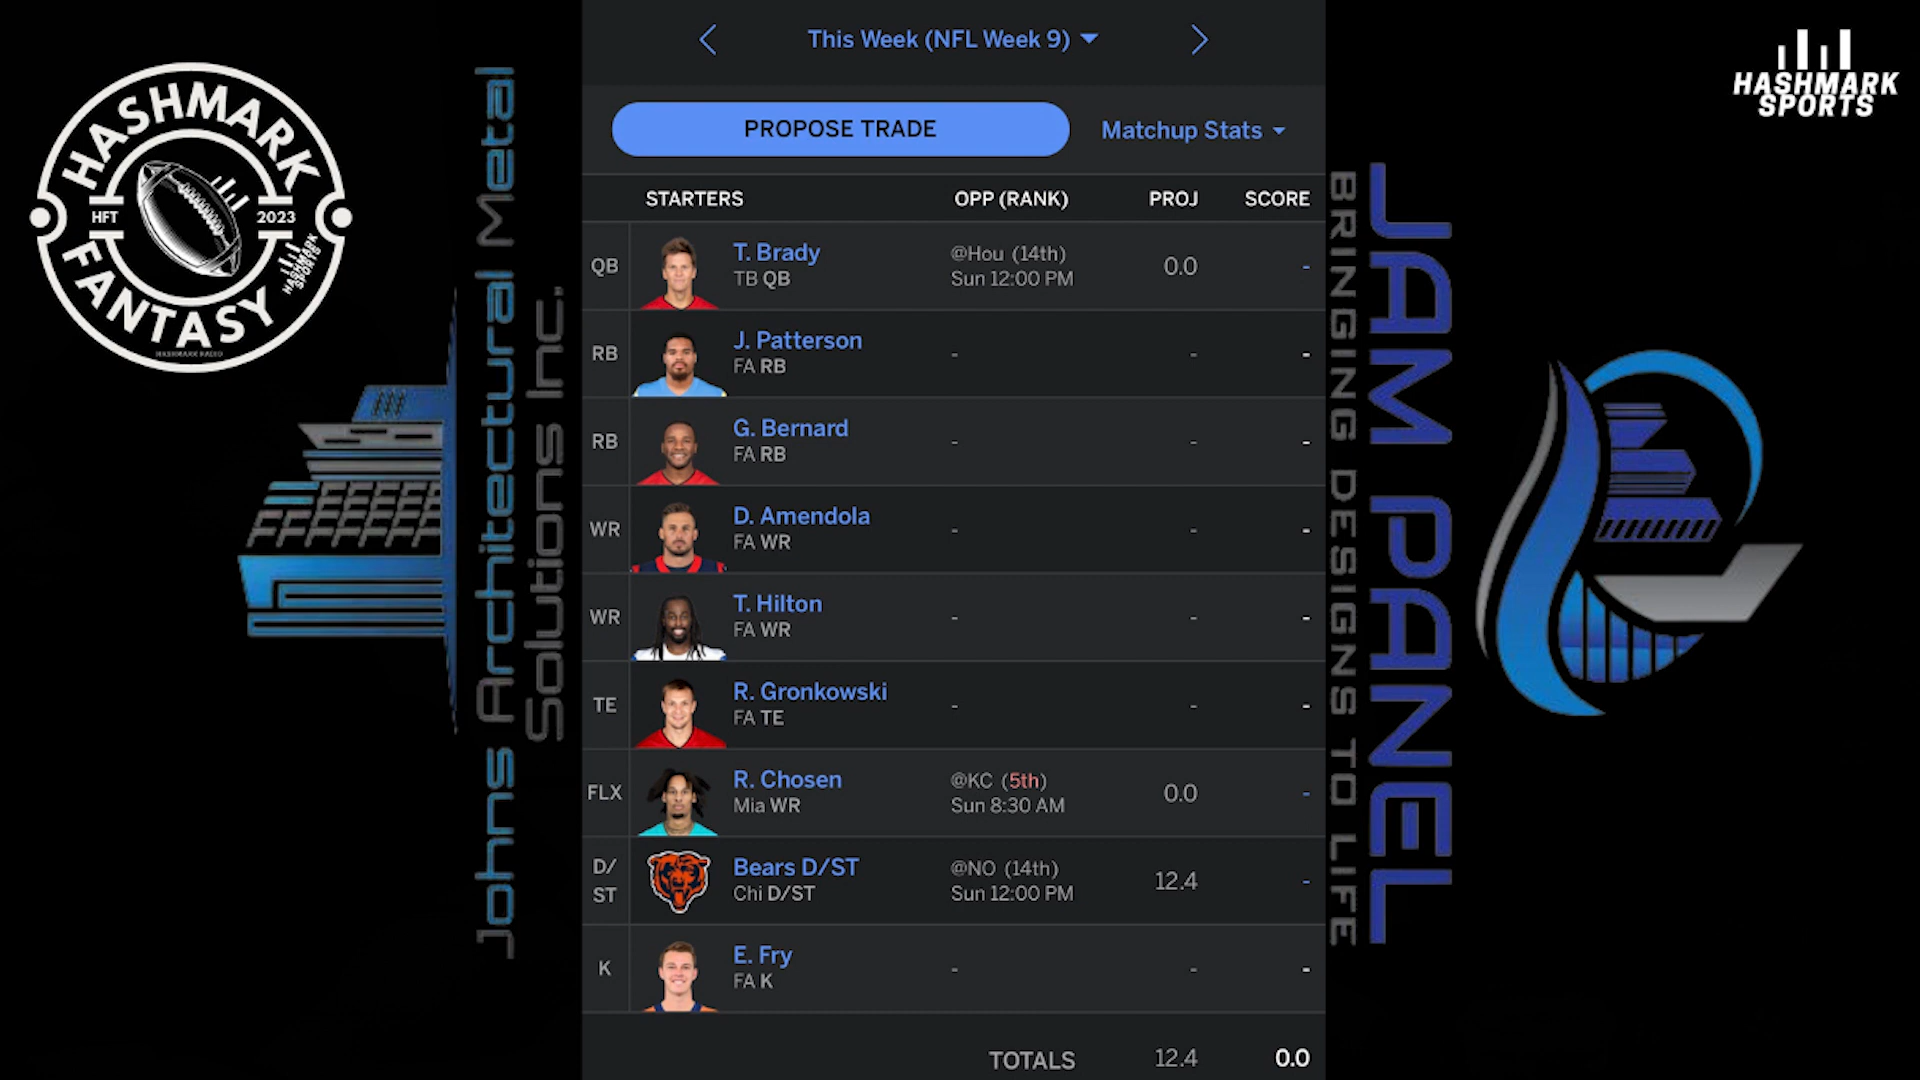 HASHMARK
HFT
2023
HASHMARK
SPORTS
FANTASY
HASHMARK RADIO
Johns Architectural Metal
Solutions Inc.
This Week (NFL Week 9)
PROPOSE TRADE
Matchup Stats
STARTERS OPP (RANK) PROJ SCORE
QB T. Brady @Hou (14th) 0.0 -
TB QB Sun 12:00 PM
RB J. Patterson - - -
FA RB
RB G. Bernard - - -
FA RB
WR D. Amendola - - -
FA WR
WR T. Hilton - - -
FA WR
TE R. Gronkowski - - -
FA TE
FLX R. Chosen @KC (5th) 0.0 -
Mia WR Sun 8:30 AM
D/
ST Bears D/ST @NO (14th) 12.4 -
Chi D/ST Sun 12:00 PM
K E. Fry - - -
FA K
TOTALS 12.4 0.0
JAM PANEL
BRINGING DESIGNS TO LIFE
HASHMARK
SPORTS